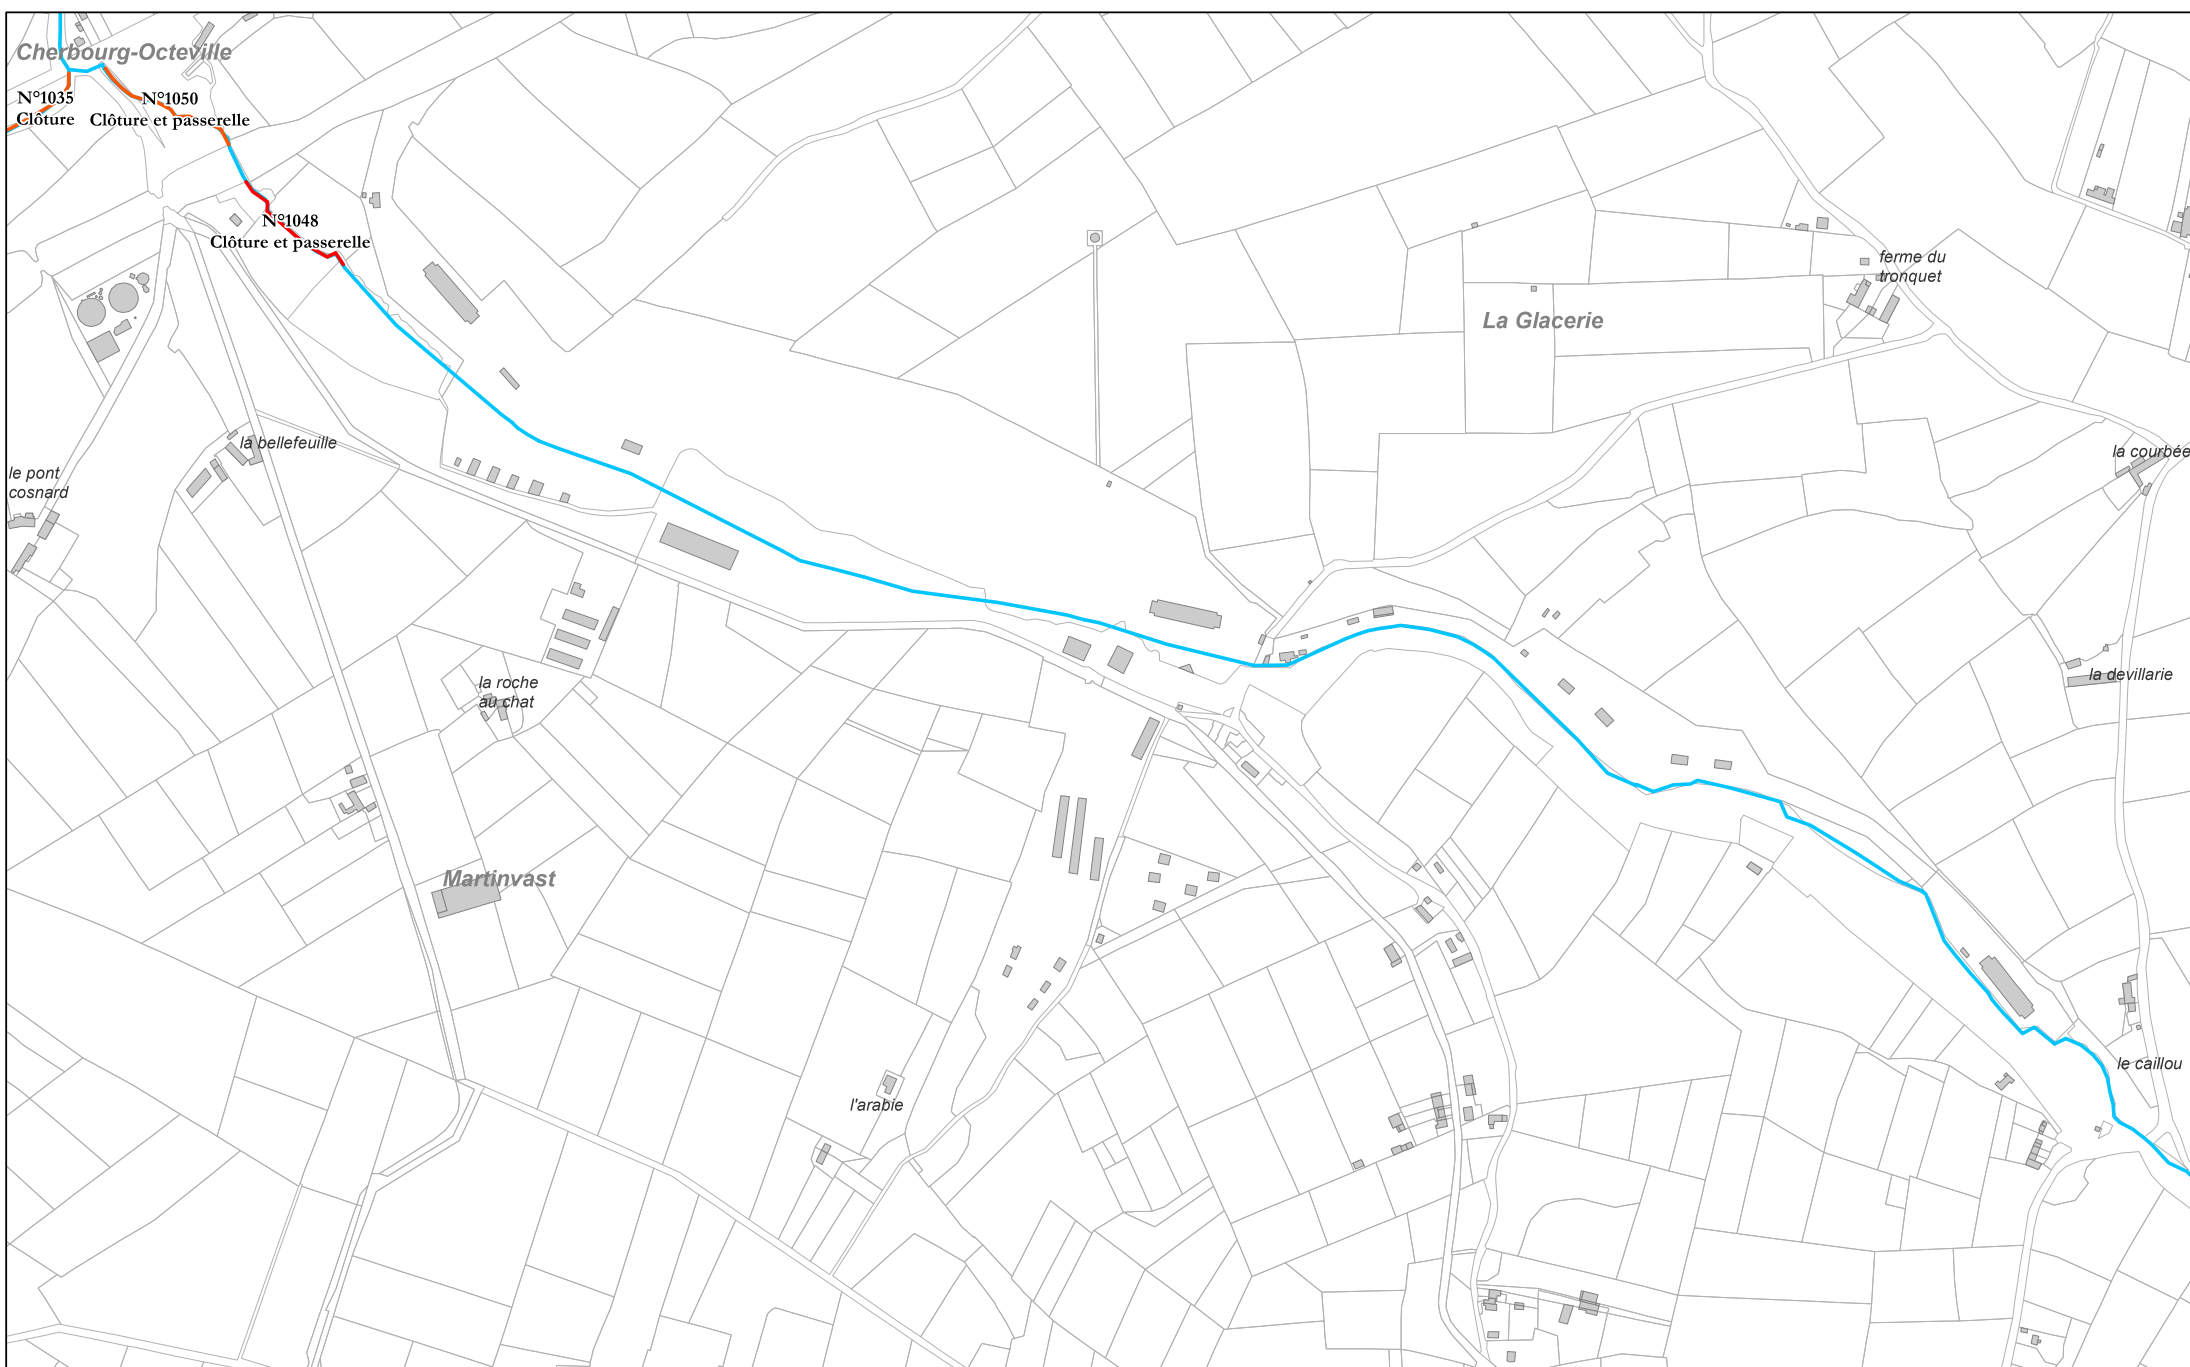 Cherbourg-Octeville
N°1035
Clôture
N°1050
Clôture et passerelle
N°1048
Clôture et passerelle
ferme du
tronquet
La Glacerie
la bellefeuille
la courbée
le pont
cosnard
la roche
au chat
la devillarie
Martinvast
le caillou
l'arabie